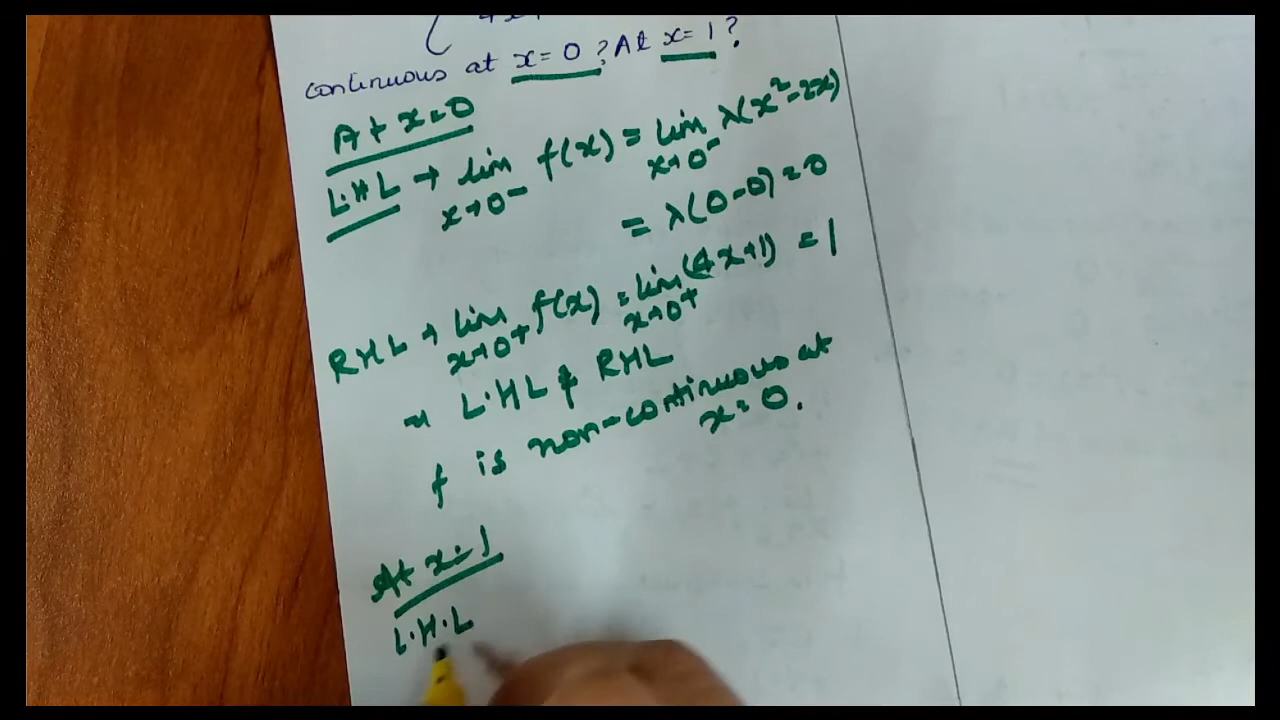 continuous at x=0? At x=1?
At x=0
L.H.L → lim x→0⁻ f(x) = lim x→0⁻ λ(x²-2x)
= λ(0-0) = 0
RHL → lim x→0⁺ f(x) = lim x→0⁺ (4x+1) = 1
L.H.L ≠ RHL
f is non-continuous at
x=0.
At x=1
L.H.L